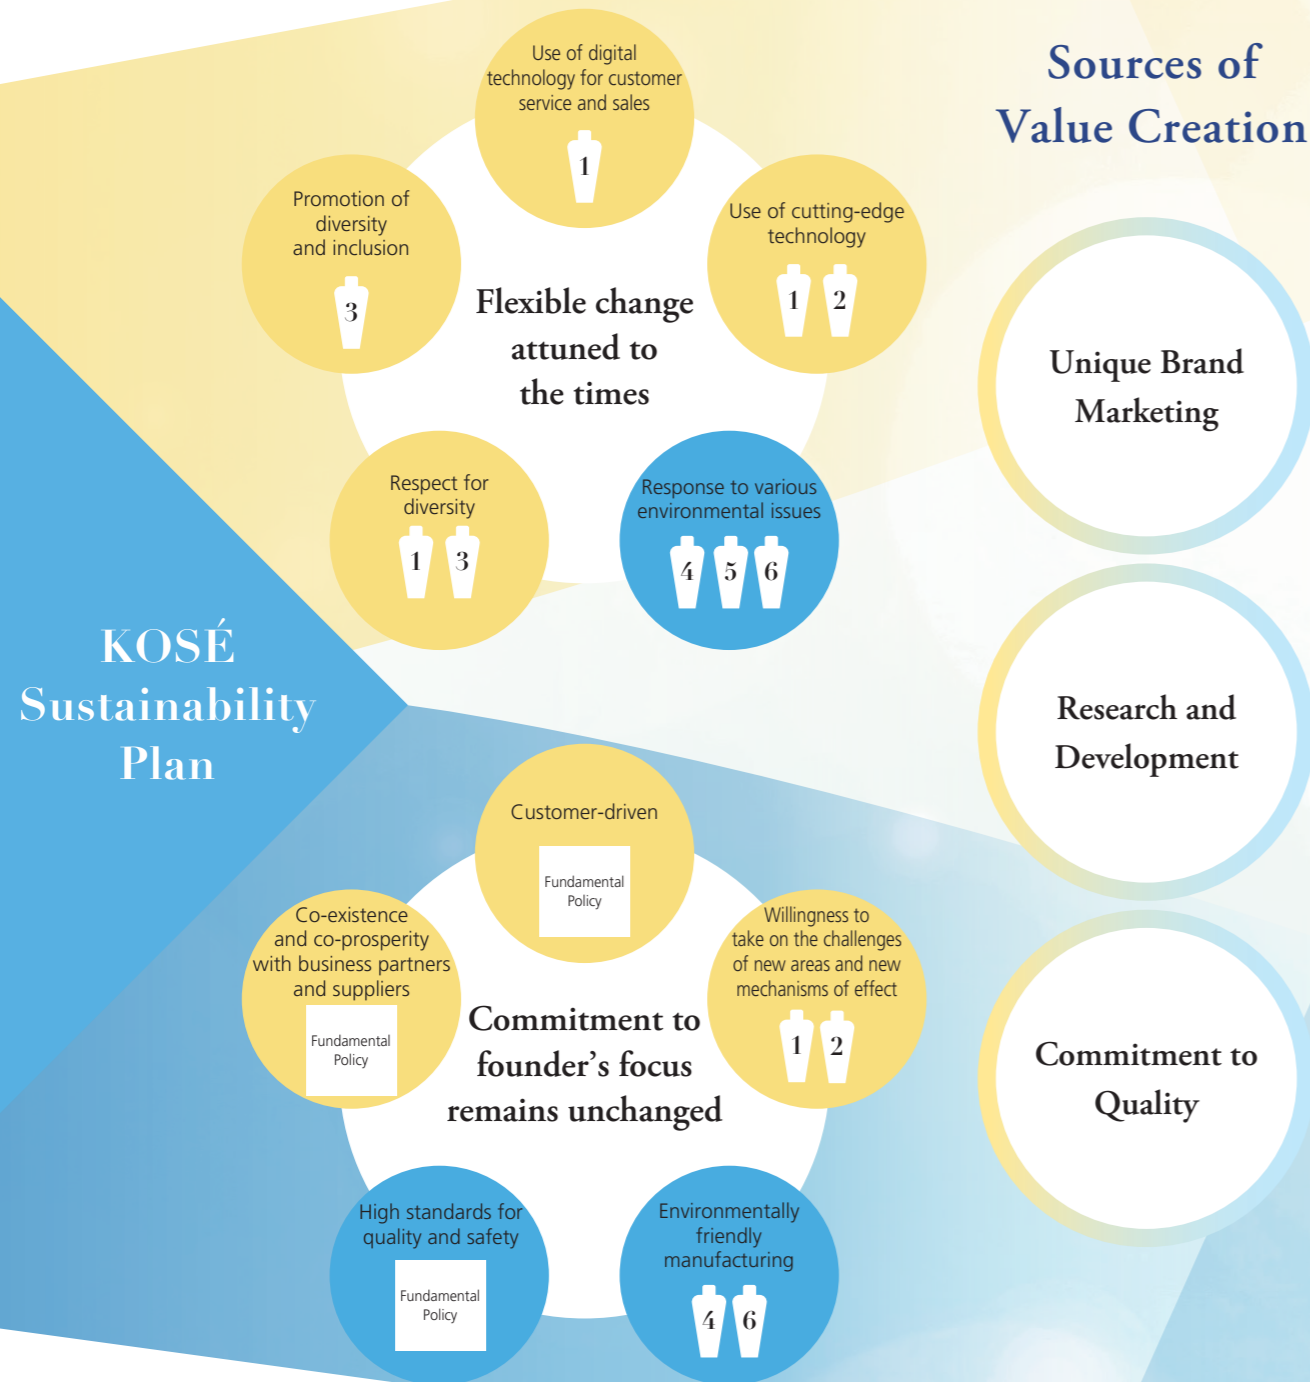 Use of digital
technology for customer
service and sales
1
Promotion of
diversity
and inclusion
3
Use of cutting-edge
technology
1 2
Flexible change
attuned to
the times
Respect for
diversity
1 3
Response to various
environmental issues
4 5 6
KOSÉ
Sustainability
Plan
Customer-driven
Fundamental
Policy
Co-existence
and co-prosperity
with business partners
and suppliers
Fundamental
Policy
Willingness to
take on the challenges
of new areas and new
mechanisms of effect
1 2
Commitment to
founder’s focus
remains unchanged
High standards for
quality and safety
Fundamental
Policy
Environmentally
friendly
manufacturing
4 6
Sources of
Value Creation
Unique Brand
Marketing
Research and
Development
Commitment to
Quality